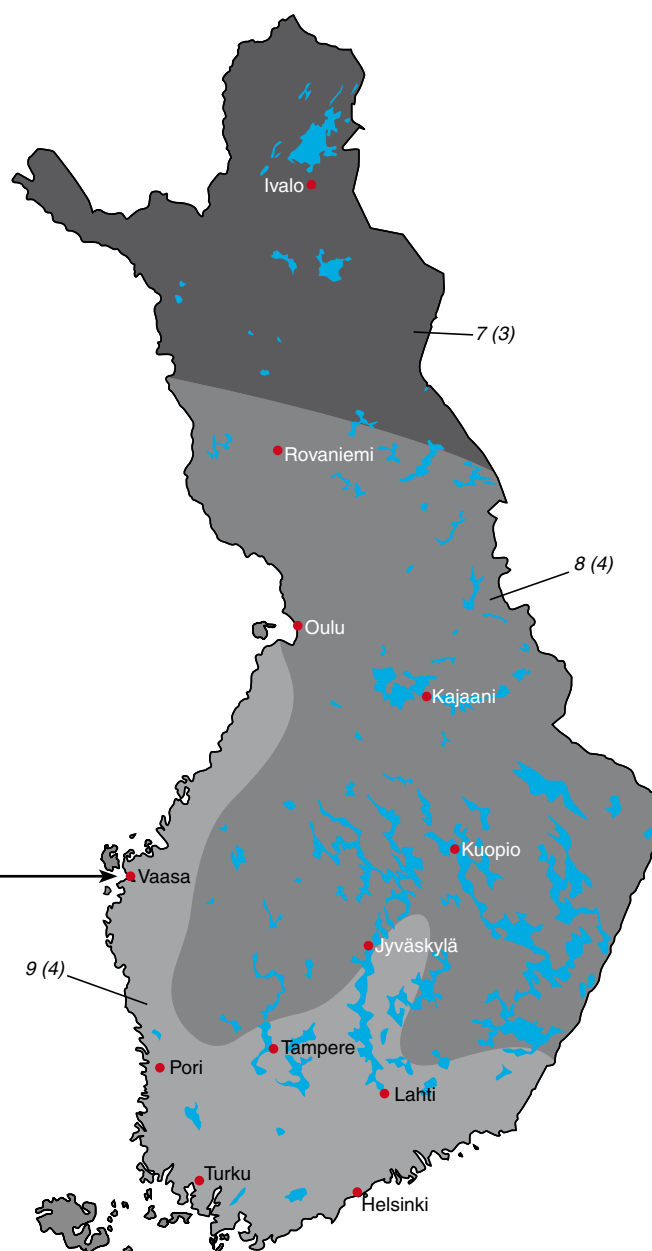 Ivalo
7 (3)
Rovaniemi
8 (4)
Oulu
Kajaani
Kuopio
Vaasa
Jyväskylä
9 (4)
Tampere
Pori
Lahti
Turku
Helsinki